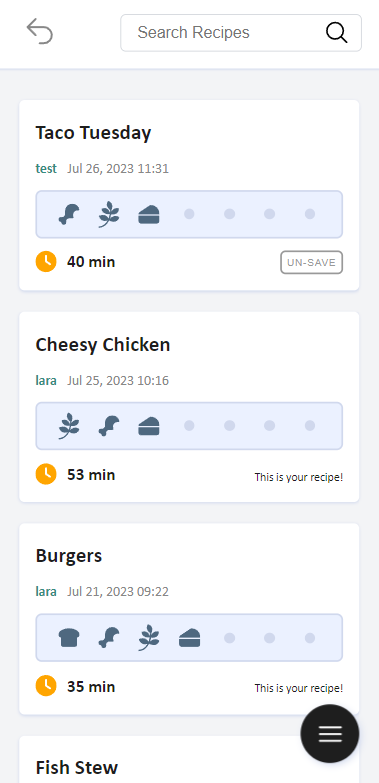 Search Recipes
Taco Tuesday
test Jul 26, 2023 11:31
40 min UN-SAVE
Cheesy Chicken
lara Jul 25, 2023 10:16
53 min This is your recipe!
Burgers
lara Jul 21, 2023 09:22
35 min This is your recipe!
Fish Stew